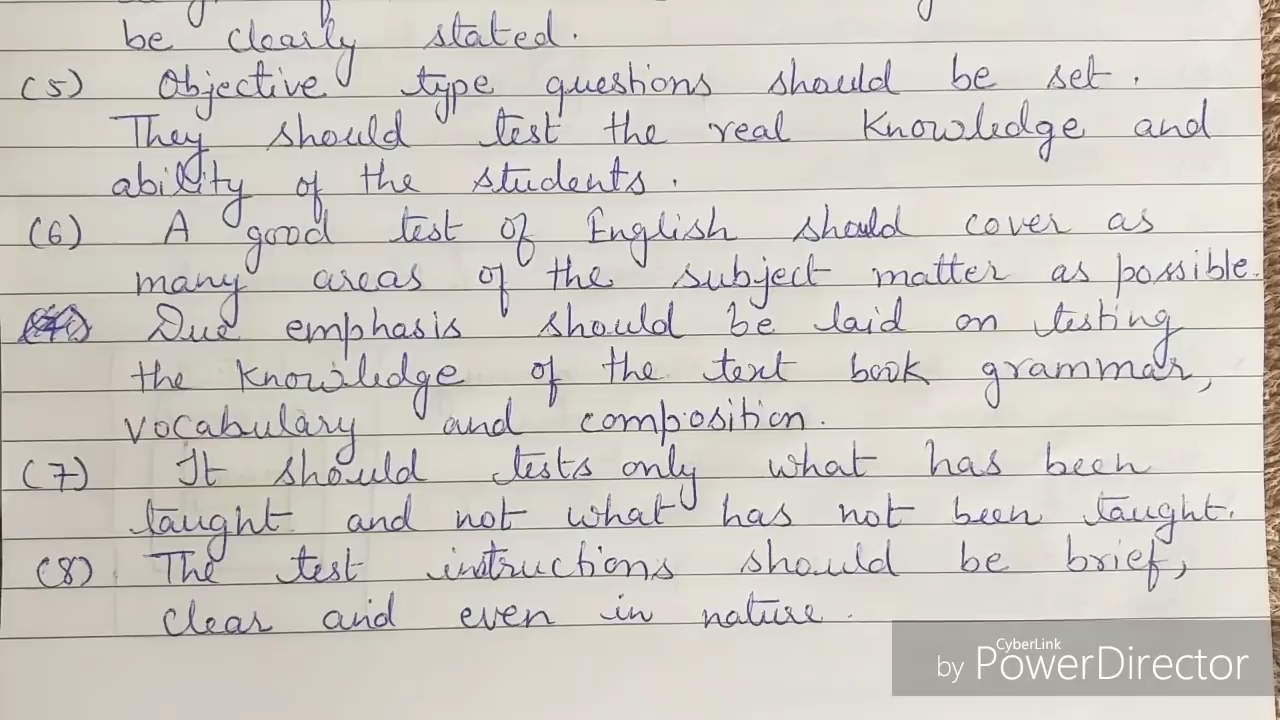 be clearly stated.
(5) Objective type questions should be set.
They should test the real Knowledge and
ability of the students.
(6) A good test of English should cover as
many areas of the subject matter as possible.
Due emphasis should be laid on testing
the Knowledge of the text book grammar,
vocabulary and composition.
(7) It should tests only what has been
taught and not what has not been taught.
(8) The test instructions should be brief,
clear and even in nature.
CyberLink
by PowerDirector